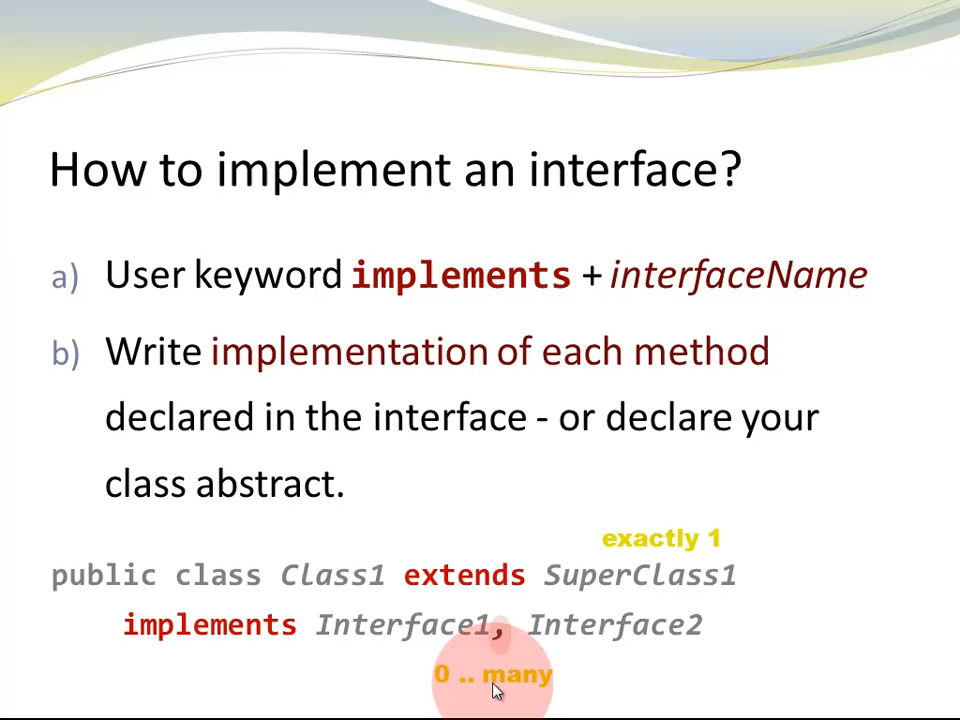 How to implement an interface?
a) User keyword implements + interfaceName
b) Write implementation of each method
declared in the interface - or declare your
class abstract.
exactly 1
public class Class1 extends SuperClass1
implements Interface1, Interface2
0 .. many